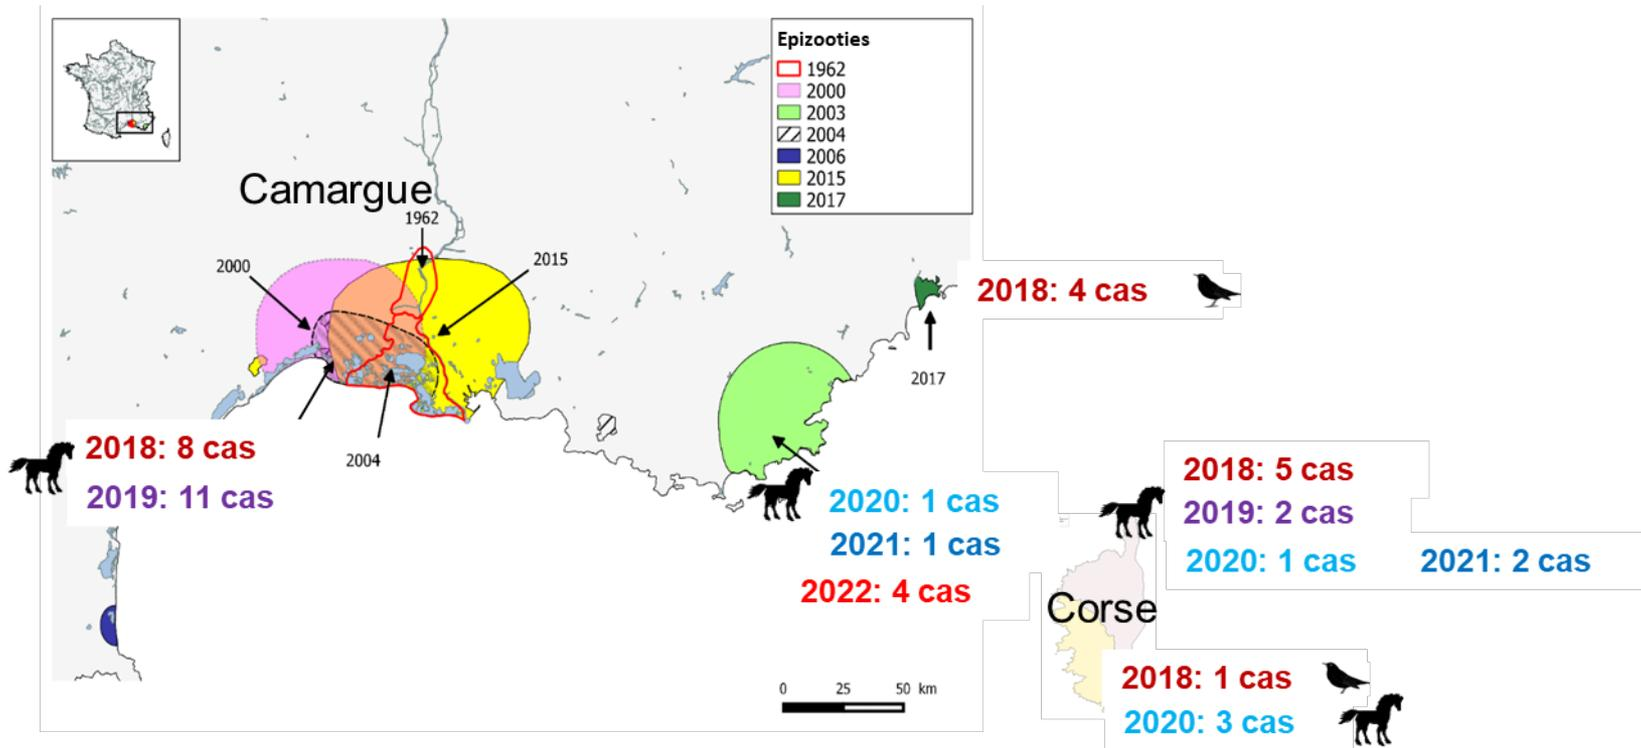 Epizooties
1962
2000
2003
2004
2006
2015
2017
Camargue
1962
2000
2015
2018: 4 cas
2017
2018: 8 cas
2019: 11 cas
2004
2020: 1 cas
2021: 1 cas
2022: 4 cas
2018: 5 cas
2019: 2 cas
2020: 1 cas 2021: 2 cas
Corse
2018: 1 cas
2020: 3 cas
0 25 50 km